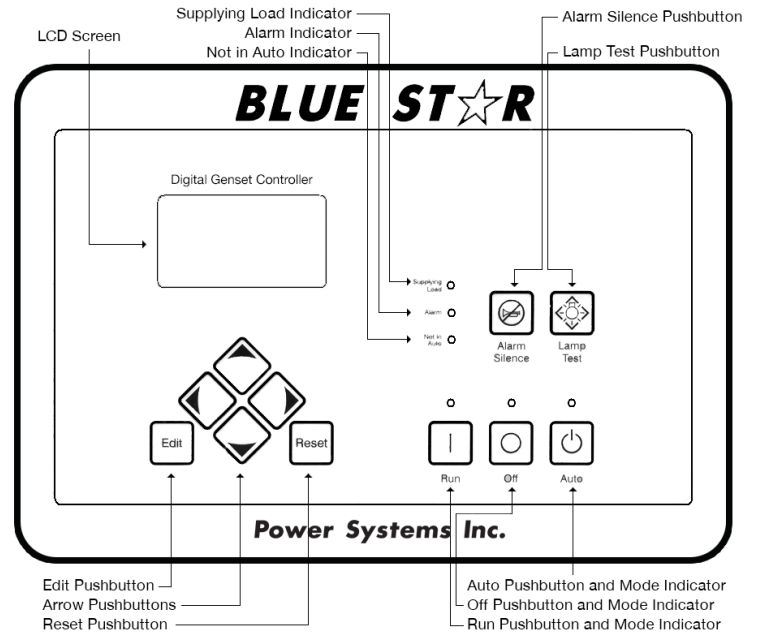 Supplying Load Indicator
Alarm Indicator
Not in Auto Indicator
LCD Screen
Alarm Silence Pushbutton
Lamp Test Pushbutton
BLUE ST☆R
Digital Genset Controller
Supplying
Load
Alarm
Not in
Auto
Alarm
Silence
Lamp
Test
Edit
Reset
Run
Off
Auto
Power Systems Inc.
Edit Pushbutton
Arrow Pushbuttons
Reset Pushbutton
Auto Pushbutton and Mode Indicator
Off Pushbutton and Mode Indicator
Run Pushbutton and Mode Indicator